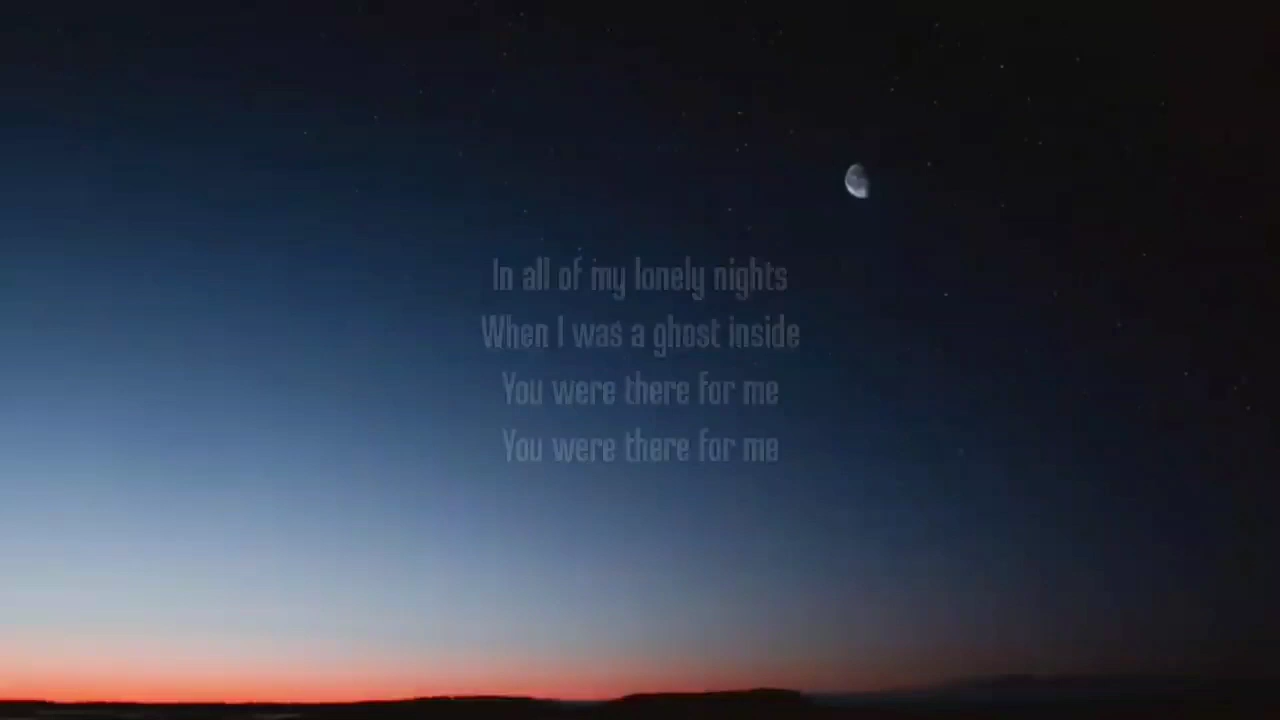 In all of my lonely nights
When I was a ghost inside
You were there for me
You were there for me